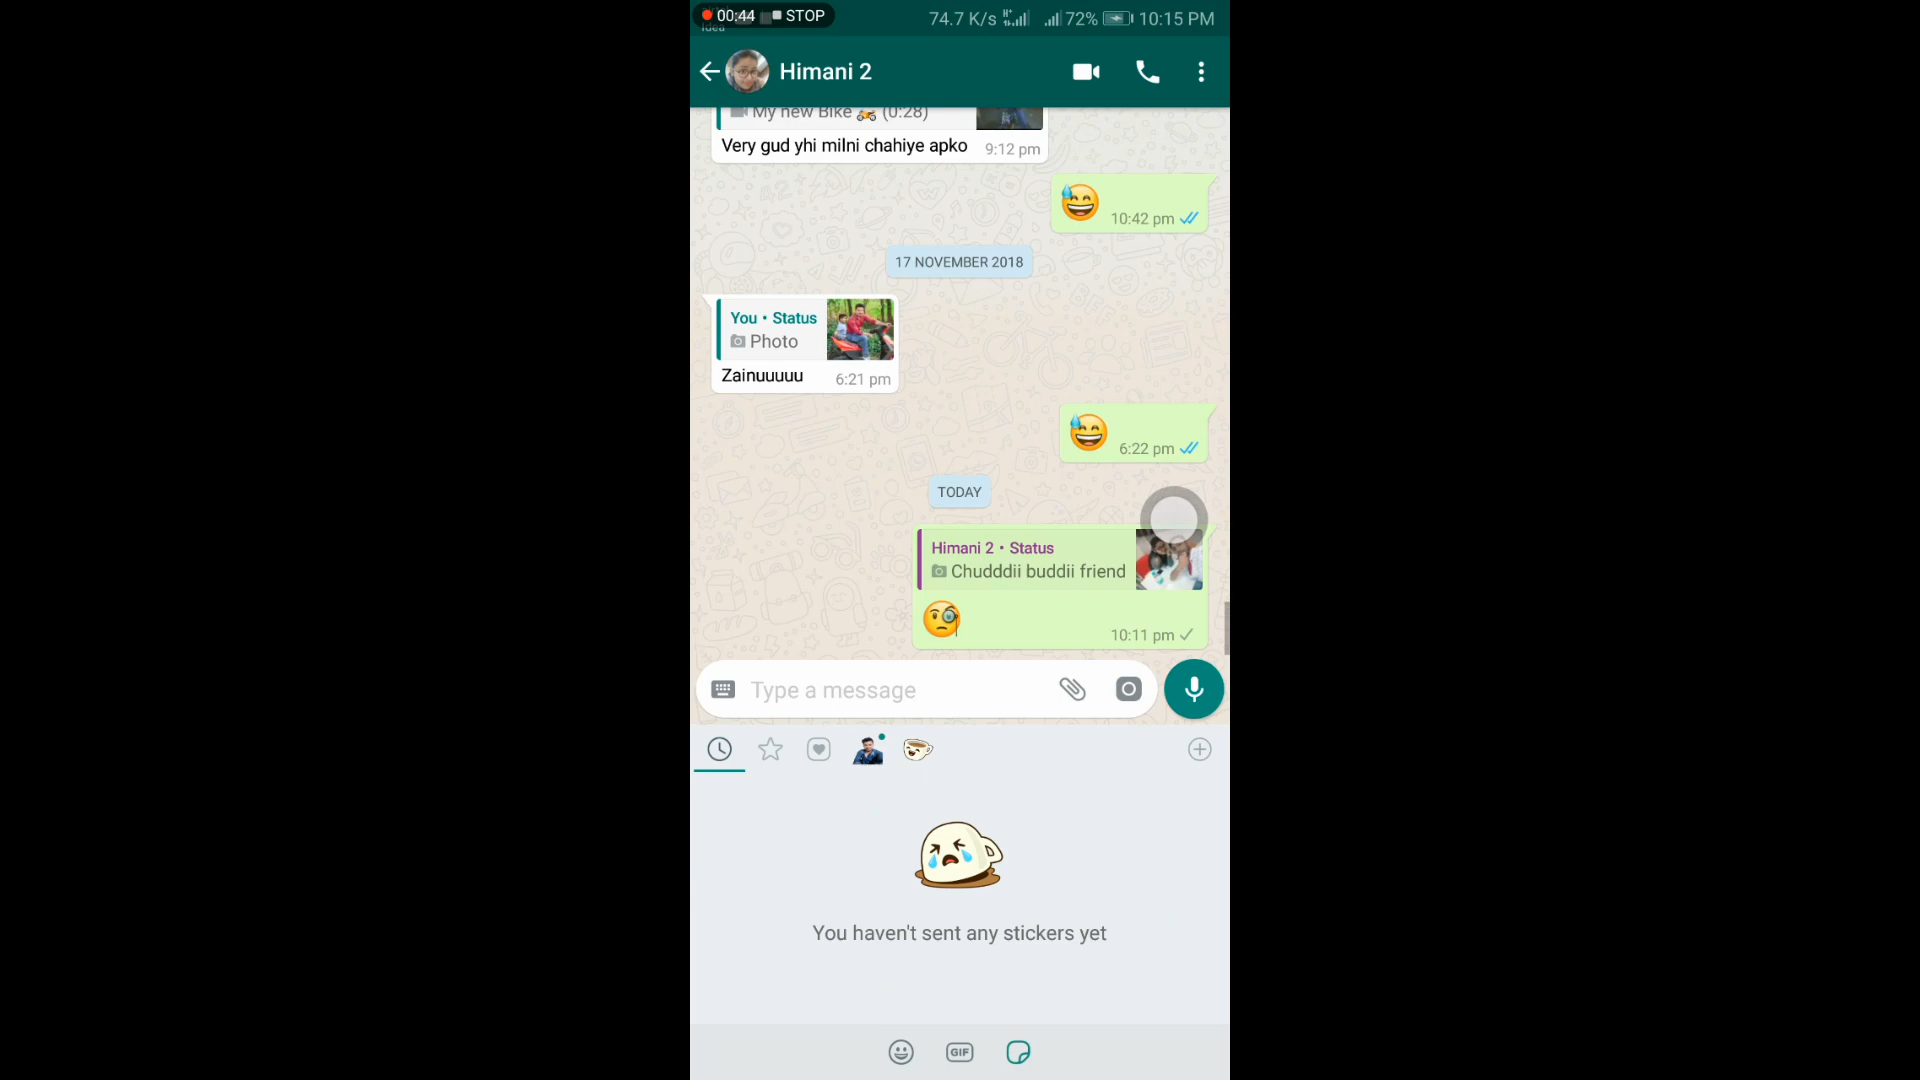 00:44 STOP
74.7 K/s 72% 10:15 PM
Idea
Himani 2
My new Bike 🏍 (0:28)
Very gud yhi milni chahiye apko 9:12 pm
😅 10:42 pm
17 NOVEMBER 2018
You • Status
Photo
Zainuuuuu 6:21 pm
😅 6:22 pm
TODAY
Himani 2 • Status
Chudddii buddii friend
🧐 10:11 pm
Type a message
You haven't sent any stickers yet
GIF